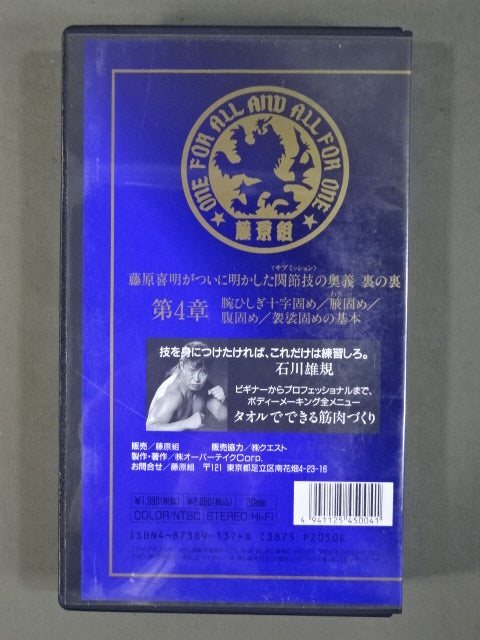 ONE FOR ALL AND ALL FOR ONE
藤原組
〈サブミッション〉
藤原喜明がついに明かした関節技の奥義 裏の裏
第4章 腕ひしぎ十字固め／腋固め／
腹固め／袈裟固めの基本
技を身につけたければ、これだけは練習しろ。
石川雄規
ビギナーからプロフェッショナルまで、
ボディーメーキング全メニュー
タオルでできる筋肉づくり
販売／藤原組 販売協力／㈱クエスト
製作・著作／㈱オーバーテイクCorp.
お問合せ／藤原組 〒121 東京都足立区南花畑4-23-16
¥1,990(税抜) ¥2,050(税込)
COLOR/NTSC STEREO/HI-FI
4 941125 450041
ISBN4-87389-137-X C3875 P2050E